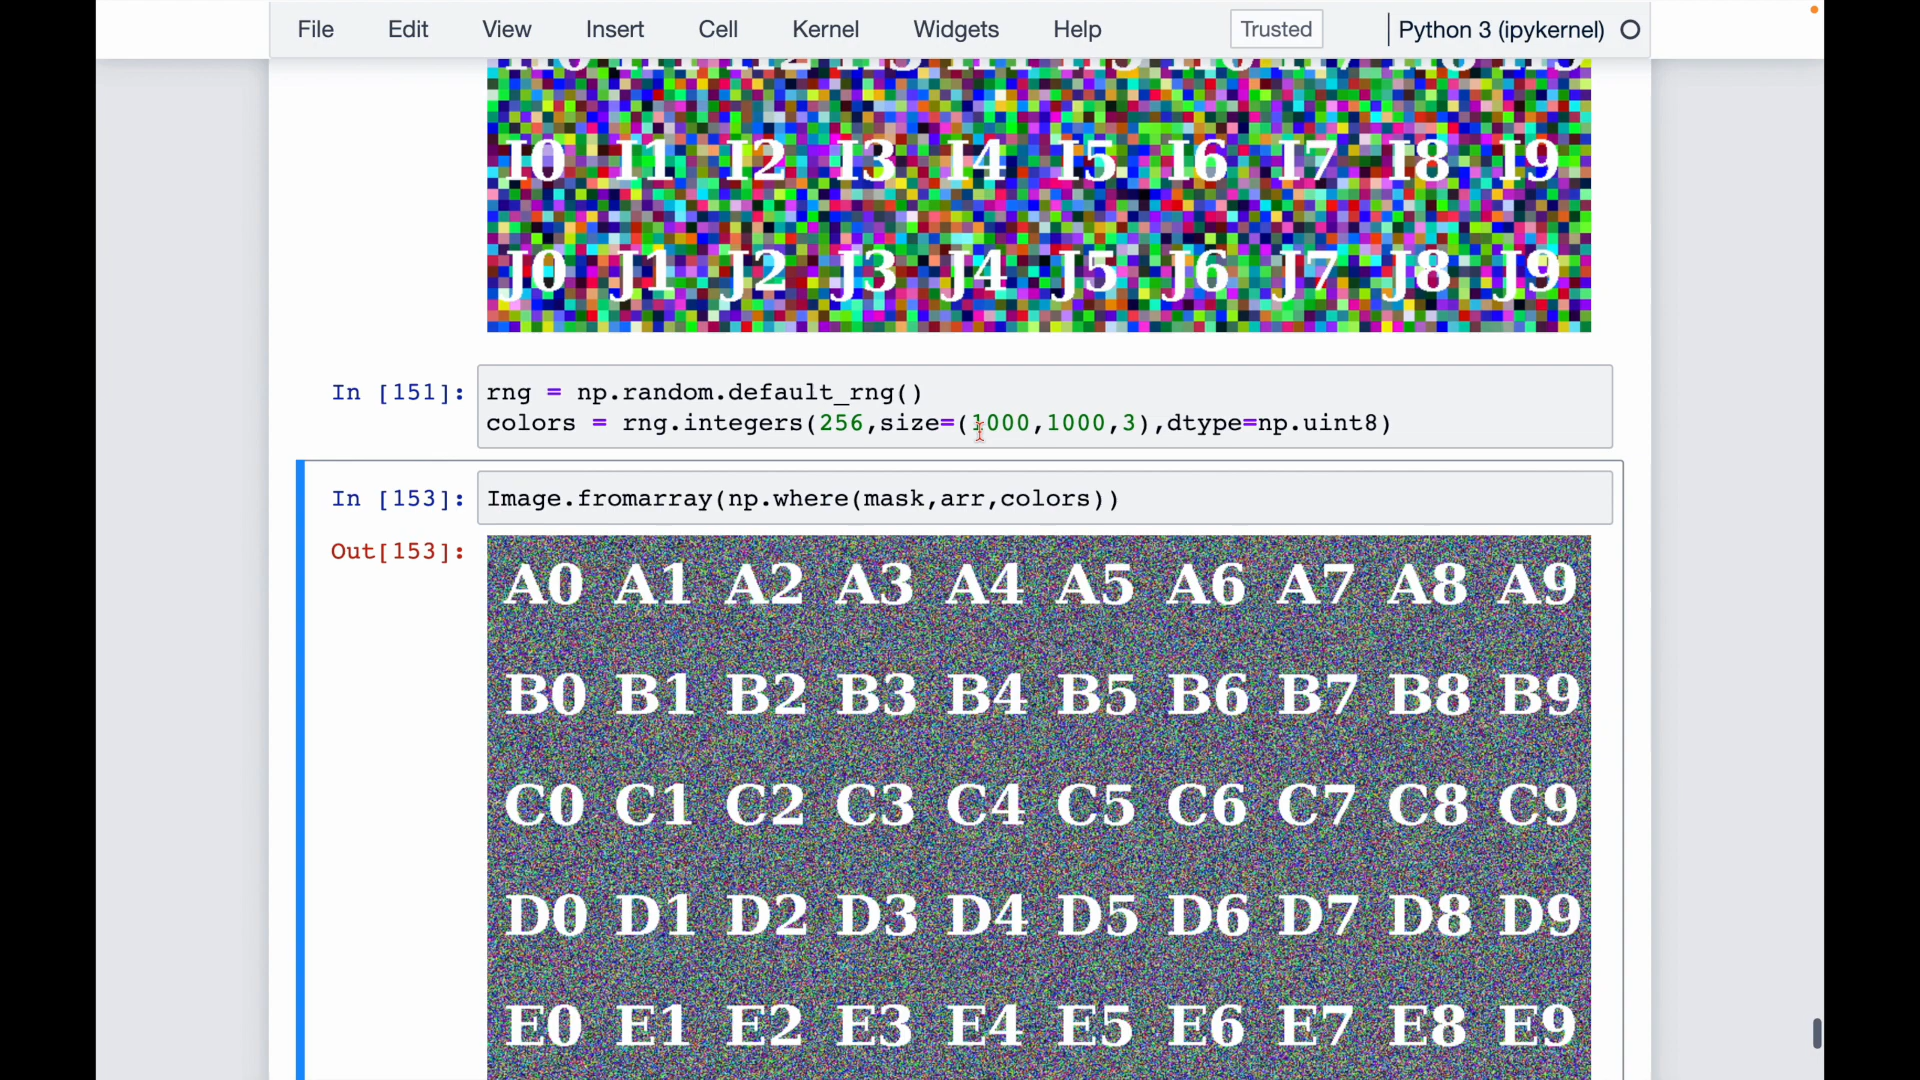 File Edit View Insert Cell Kernel Widgets Help Trusted Python 3 (ipykernel)
I0 I1 I2 I3 I4 I5 I6 I7 I8 I9
J0 J1 J2 J3 J4 J5 J6 J7 J8 J9
In [151]: rng = np.random.default_rng()
colors = rng.integers(256,size=(1000,1000,3),dtype=np.uint8)
In [153]: Image.fromarray(np.where(mask,arr,colors))
Out[153]:
A0 A1 A2 A3 A4 A5 A6 A7 A8 A9
B0 B1 B2 B3 B4 B5 B6 B7 B8 B9
C0 C1 C2 C3 C4 C5 C6 C7 C8 C9
D0 D1 D2 D3 D4 D5 D6 D7 D8 D9
E0 E1 E2 E3 E4 E5 E6 E7 E8 E9